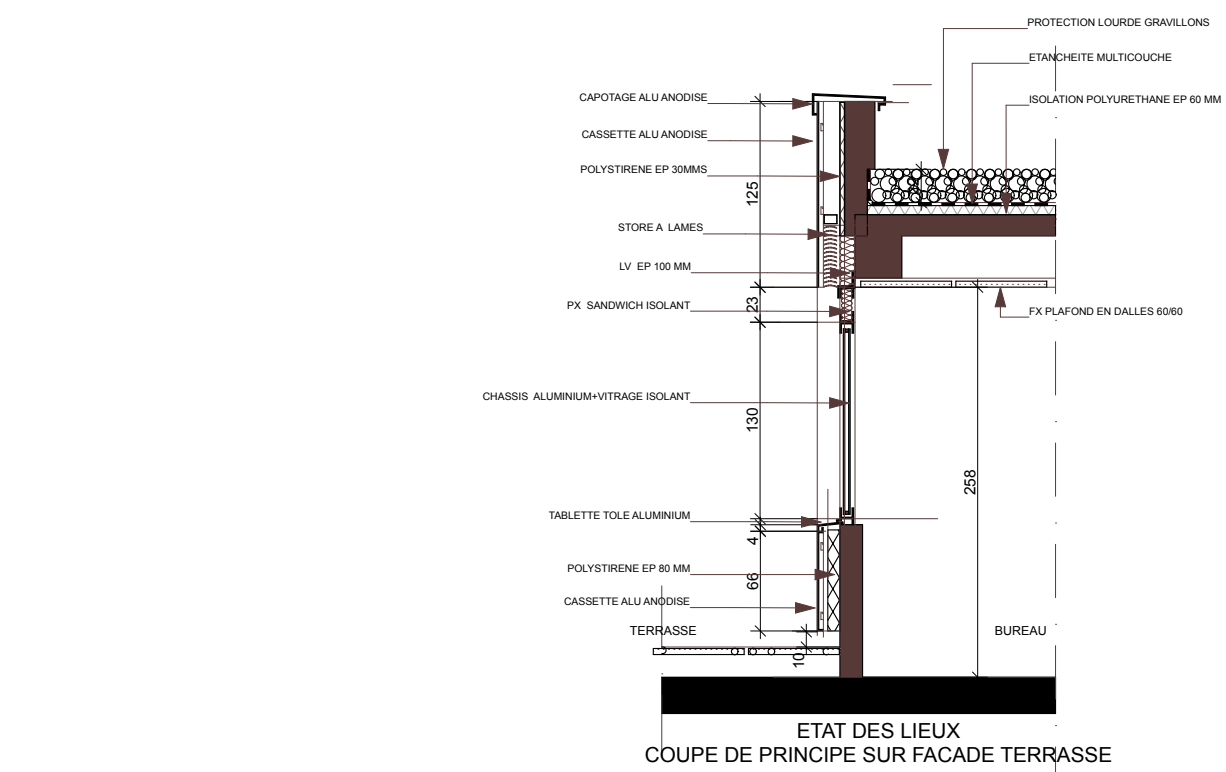 PROTECTION LOURDE GRAVILLONS
ETANCHEITE MULTICOUCHE
CAPOTAGE ALU ANODISE
ISOLATION POLYURETHANE EP 60 MM
CASSETTE ALU ANODISE
POLYSTIRENE EP 30MMS
125
STORE A LAMES
LV EP 100 MM
PX SANDWICH ISOLANT
23
FX PLAFOND EN DALLES 60/60
CHASSIS ALUMINIUM+VITRAGE ISOLANT
130
258
TABLETTE TOLE ALUMINIUM
4
POLYSTIRENE EP 80 MM
66
CASSETTE ALU ANODISE
TERRASSE
BUREAU
10
ETAT DES LIEUX
COUPE DE PRINCIPE SUR FACADE TERRASSE